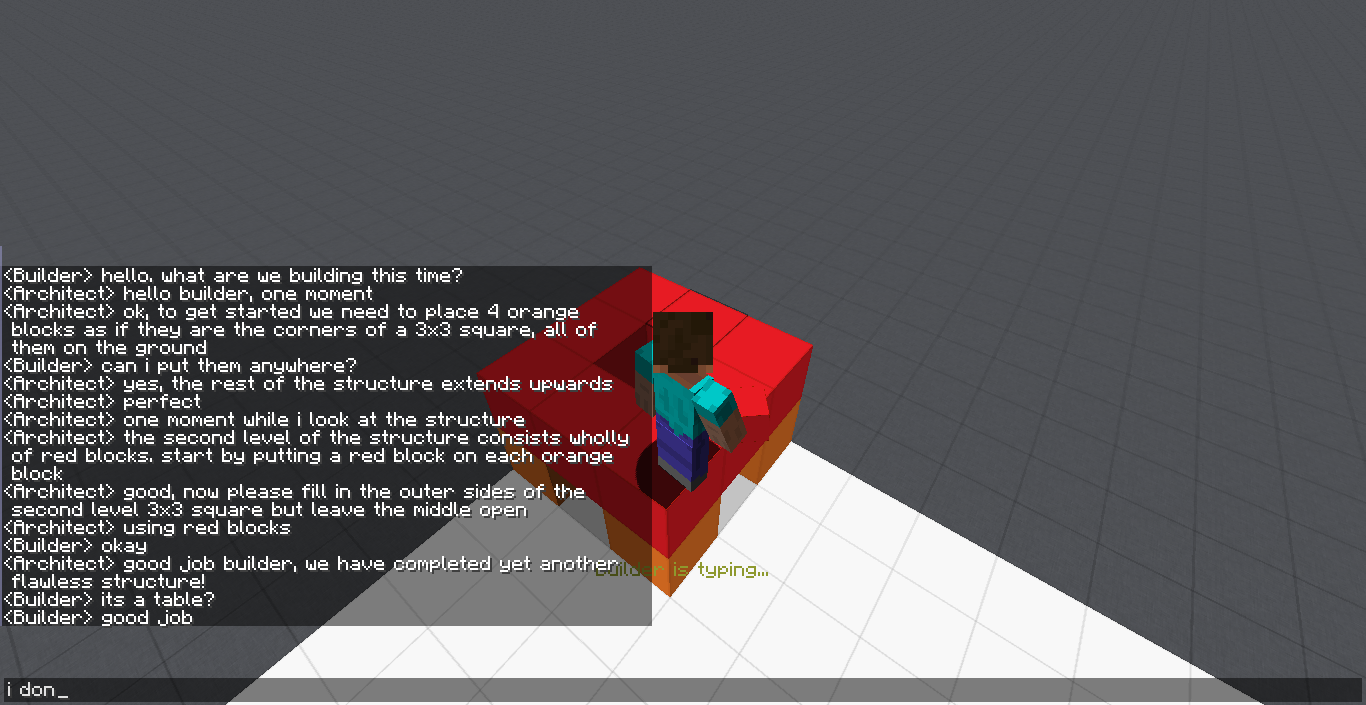 <Builder> hello. what are we building this time?
<Architect> hello builder, one moment
<Architect> ok, to get started we need to place 4 orange
blocks as if they are the corners of a 3x3 square, all of
them on the ground
<Builder> can i put them anywhere?
<Architect> yes, the rest of the structure extends upwards
<Architect> perfect
<Architect> one moment while i look at the structure
<Architect> the second level of the structure consists wholly
of red blocks. start by putting a red block on each orange
block
<Architect> good, now please fill in the outer sides of the
second level 3x3 square but leave the middle open
<Architect> using red blocks
<Builder> okay
<Architect> good job builder, we have completed yet another
flawless structure!
Builder is typing...
<Builder> its a table?
<Builder> good job
i don_